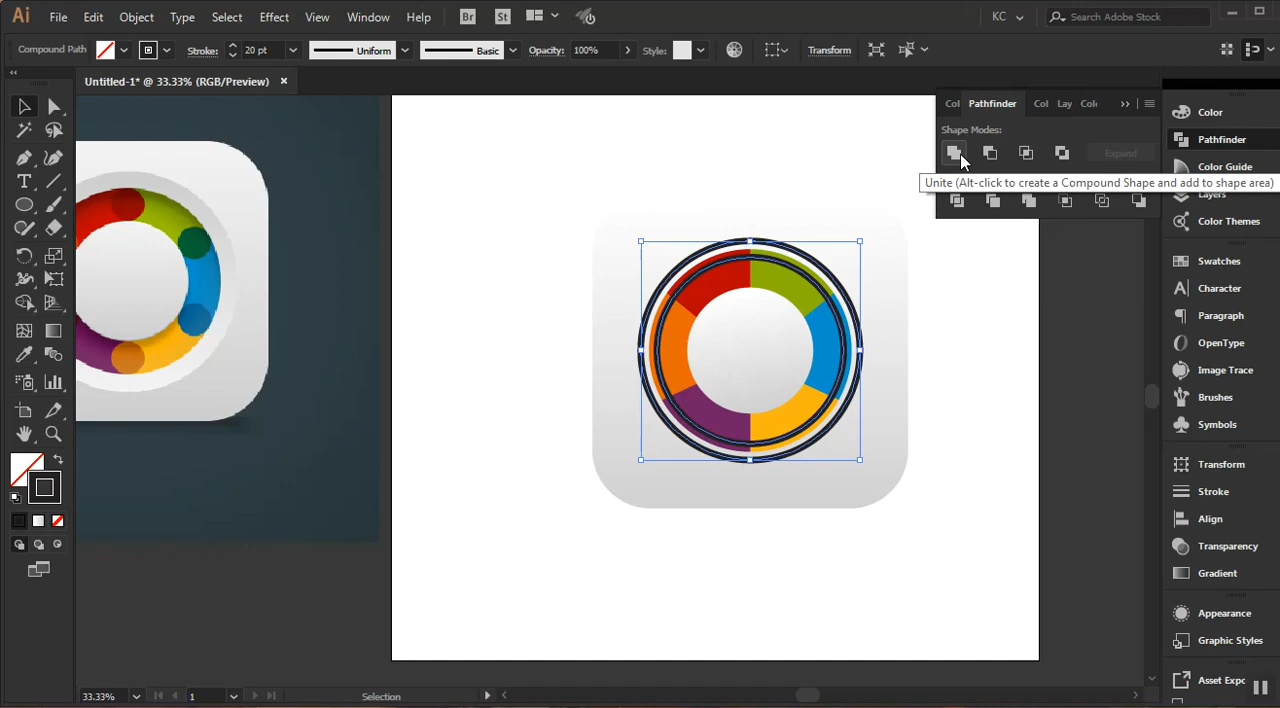 Ai File Edit Object Type Select Effect View Window Help Br St KC Search Adobe Stock
Compound Path Stroke: 20 pt Uniform Basic Opacity: 100% Style: Transform
Untitled-1* @ 33.33% (RGB/Preview)
Col Pathfinder Col Lay Colo
Shape Modes:
Expand
Unite (Alt-click to create a Compound Shape and add to shape area)
Color
Pathfinder
Color Guide
Layers
Color Themes
Swatches
Character
Paragraph
OpenType
Image Trace
Brushes
Symbols
Transform
Stroke
Align
Transparency
Gradient
Appearance
Graphic Styles
Asset Expo
33.33% 1 Selection